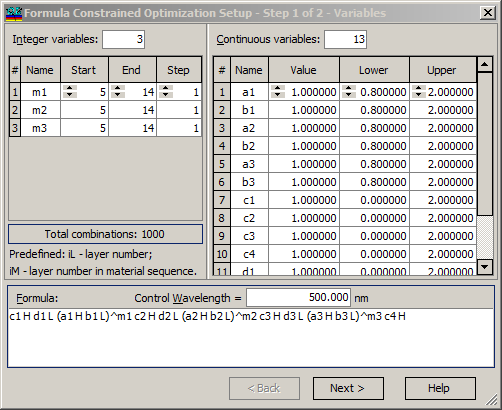 Formula Constrained Optimization Setup - Step 1 of 2 - Variables
Integer variables: 3
# Name Start End Step
1 m1 5 14 1
2 m2 5 14 1
3 m3 5 14 1
Total combinations: 1000
Predefined: iL - layer number;
iM - layer number in material sequence.
Continuous variables: 13
# Name Value Lower Upper
1 a1 1.000000 0.800000 2.000000
2 b1 1.000000 0.800000 2.000000
3 a2 1.000000 0.800000 2.000000
4 b2 1.000000 0.800000 2.000000
5 a3 1.000000 0.800000 2.000000
6 b3 1.000000 0.800000 2.000000
7 c1 1.000000 0.000000 2.000000
8 c2 1.000000 0.000000 2.000000
9 c3 1.000000 0.000000 2.000000
10 c4 1.000000 0.000000 2.000000
11 d1 1.000000 0.000000 2.000000
Formula: Control Wavelength = 500.000 nm
c1 H d1 L (a1 H b1 L)^m1 c2 H d2 L (a2 H b2 L)^m2 c3 H d3 L (a3 H b3 L)^m3 c4 H
< Back Next > Help